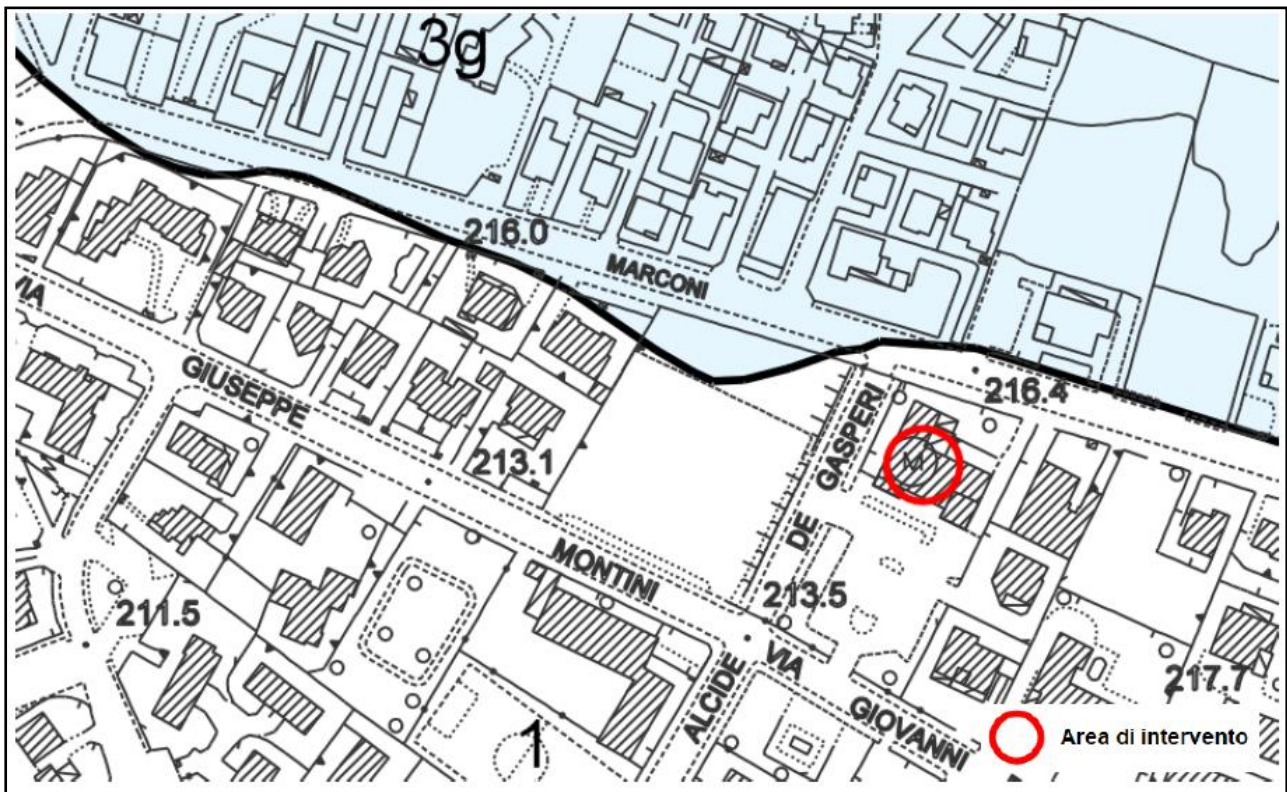 3g
216.0
MARCONI
VIA
GIUSEPPE
216.4
GASPERI
M
213.1
DE
MONTINI
213.5
211.5
VIA
ALCIDE
217.7
GIOVANNI
1
Area di intervento